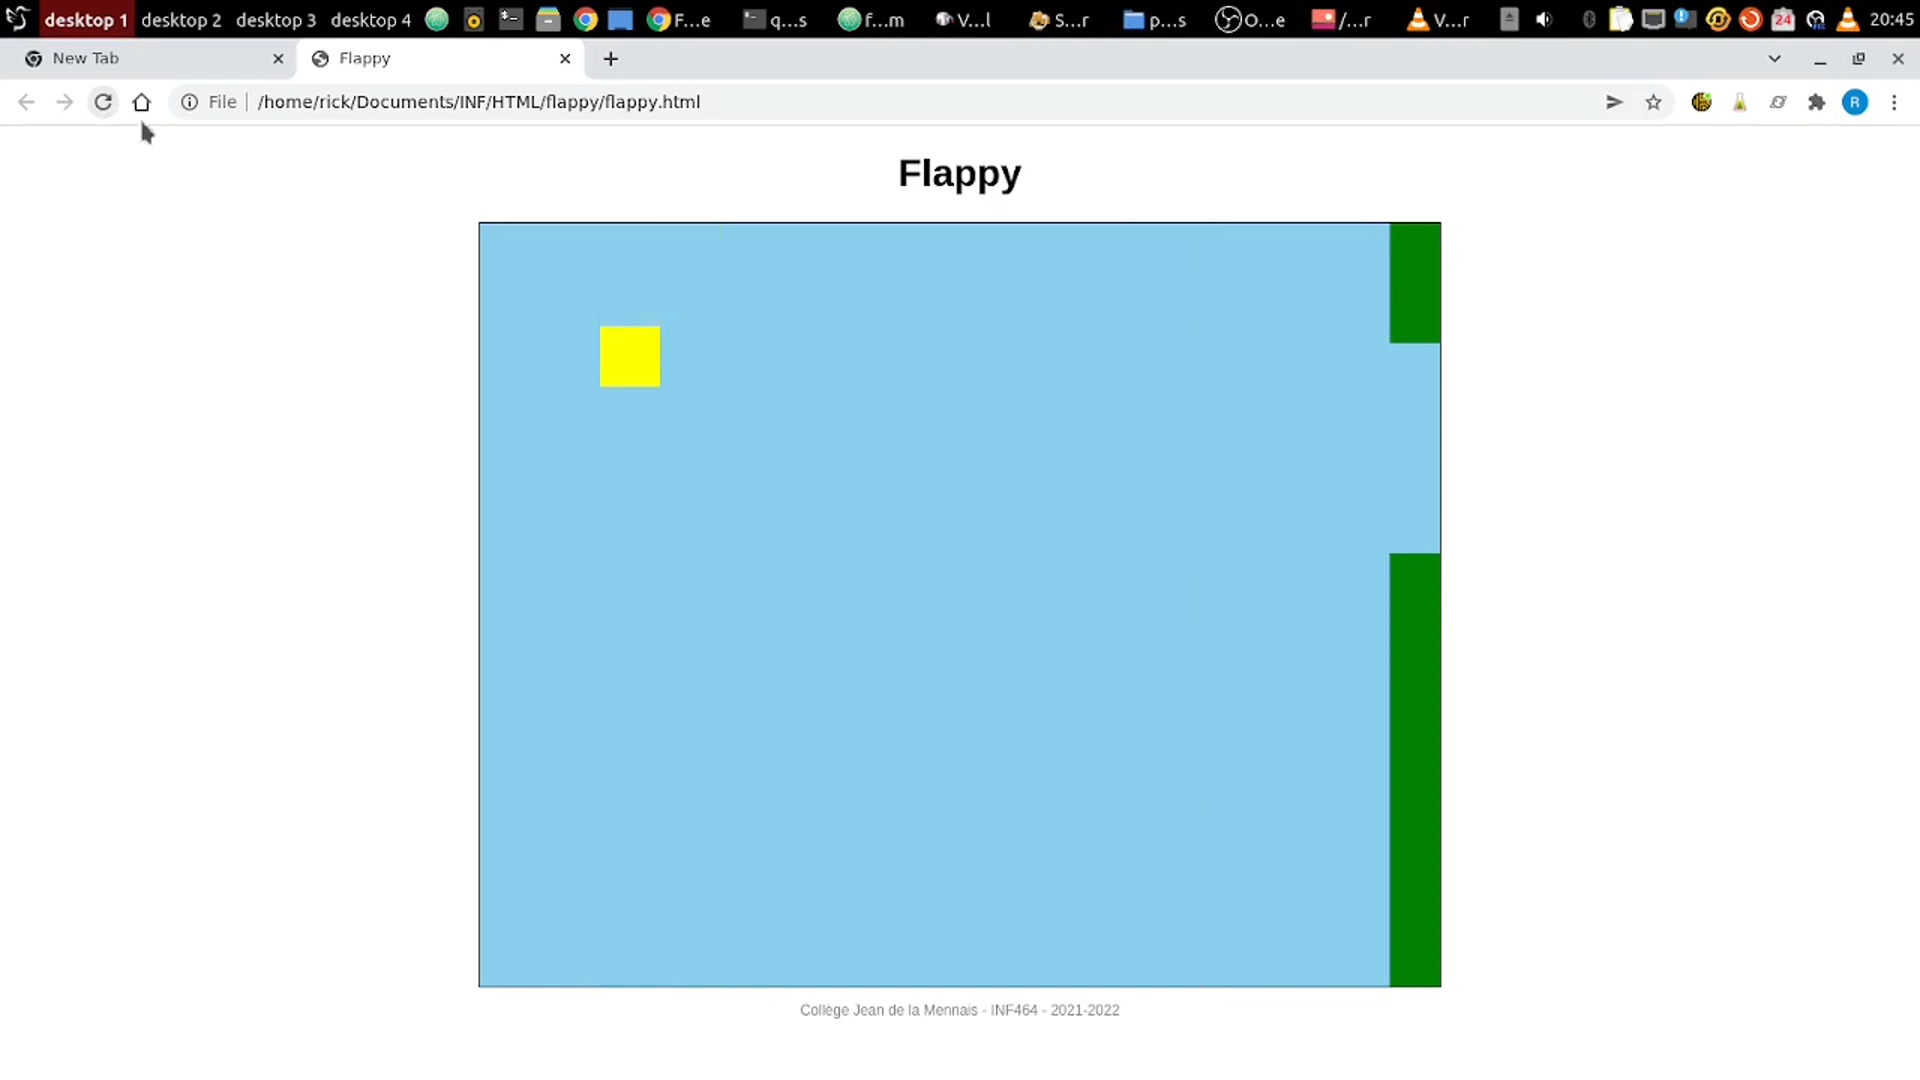 desktop 1 desktop 2 desktop 3 desktop 4 F...e q...s f...m V...l S...r p...s O...e /...r V...r 24 20:45
New Tab Flappy
File /home/rick/Documents/INF/HTML/flappy/flappy.html R
Flappy
Collège Jean de la Mennais - INF464 - 2021-2022